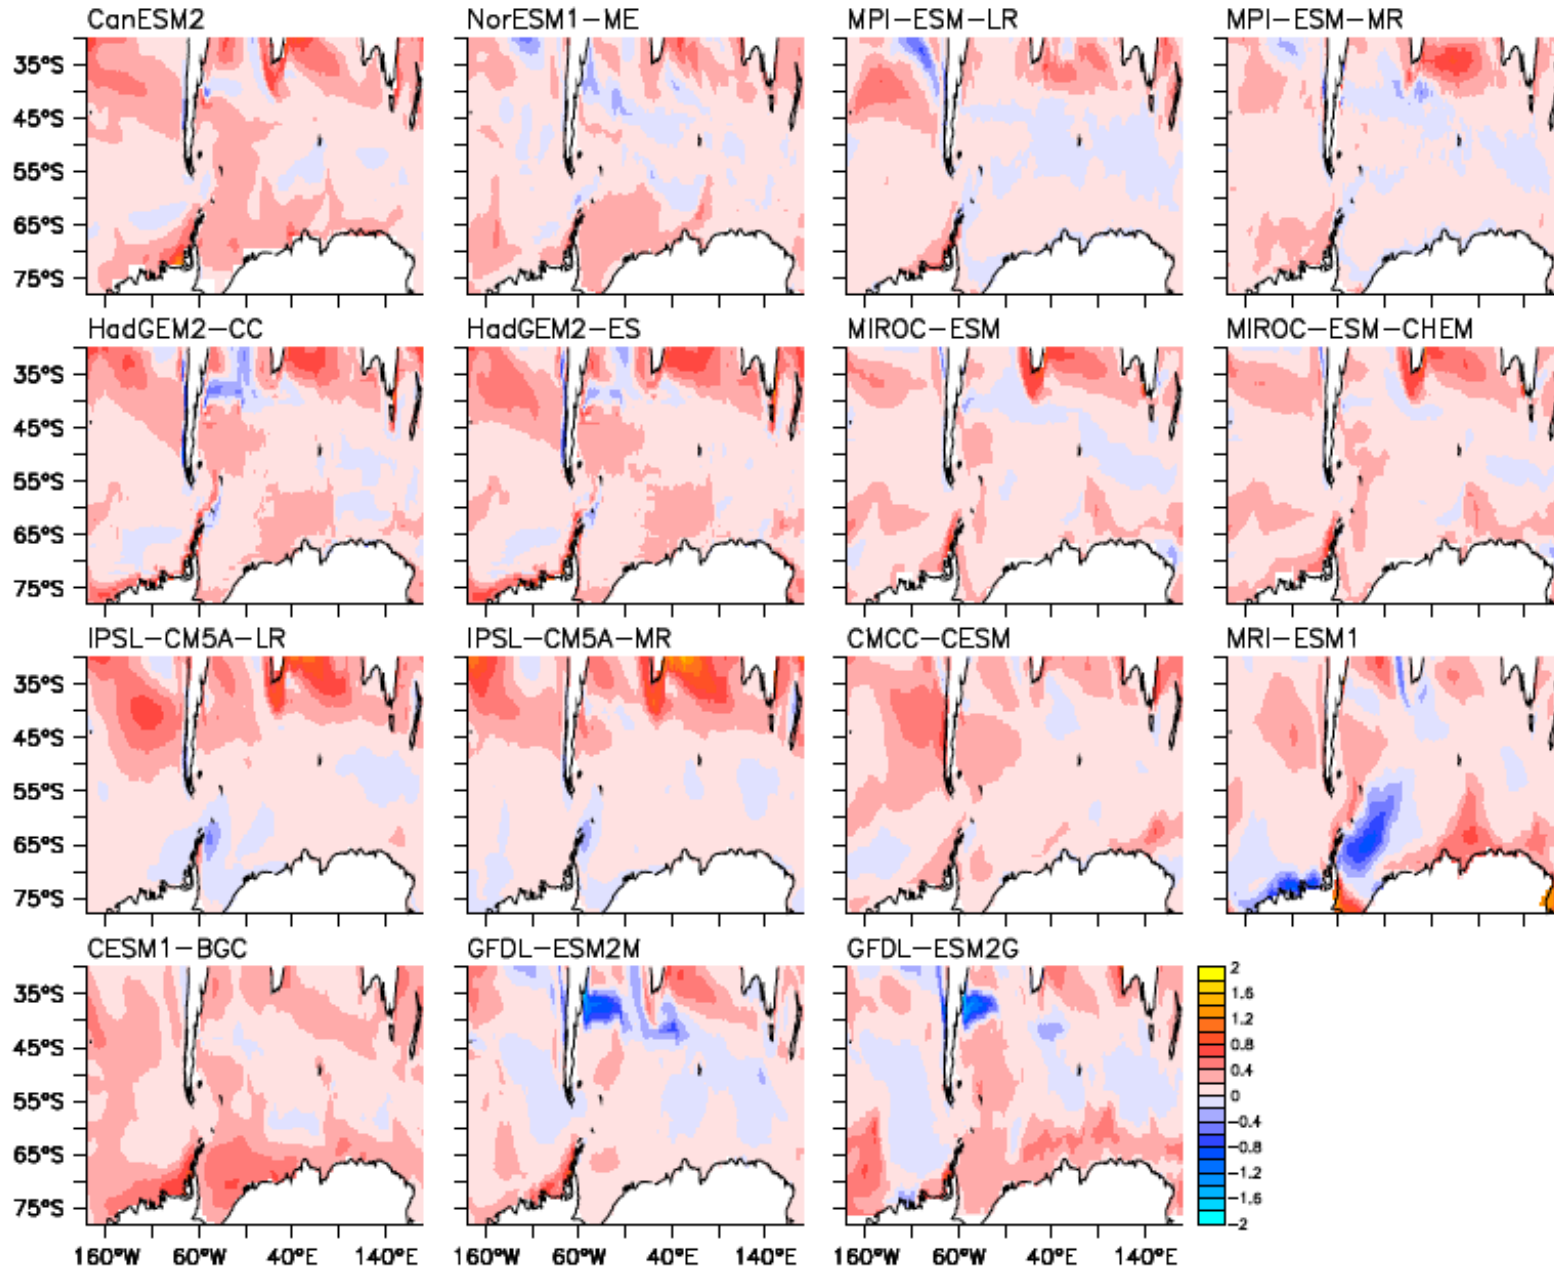 CanESM2 NorESM1-ME MPI-ESM-LR MPI-ESM-MR
35°S
45°S
55°S
65°S
75°S
HadGEM2-CC HadGEM2-ES MIROC-ESM MIROC-ESM-CHEM
35°S
45°S
55°S
65°S
75°S
IPSL-CM5A-LR IPSL-CM5A-MR CMCC-CESM MRI-ESM1
35°S
45°S
55°S
65°S
75°S
CESM1-BGC GFDL-ESM2M GFDL-ESM2G
35°S
45°S
55°S
65°S
75°S
2
1.6
1.2
0.8
0.4
0
-0.4
-0.8
-1.2
-1.6
-2
160°W 60°W 40°E 140°E 160°W 60°W 40°E 140°E 160°W 60°W 40°E 140°E